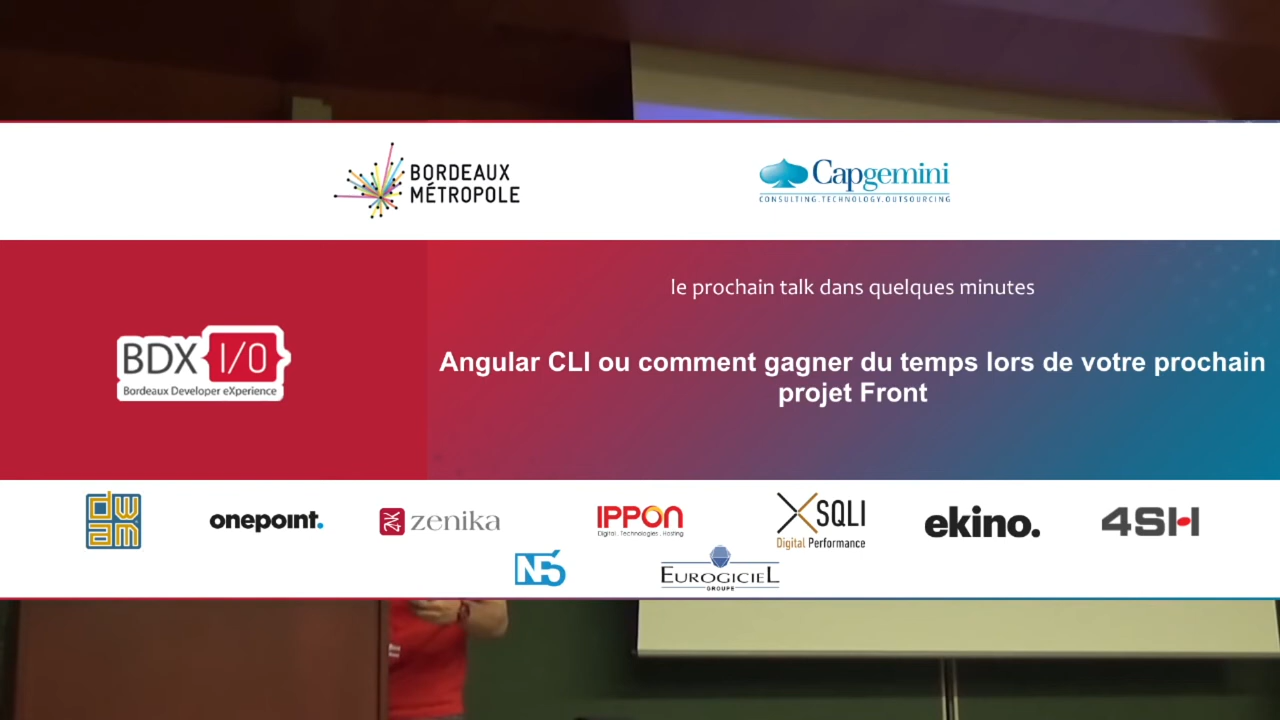 BORDEAUX
MÉTROPOLE
Capgemini
CONSULTING.TECHNOLOGY.OUTSOURCING
le prochain talk dans quelques minutes
BDX I/O
Bordeaux Developer eXperience
Angular CLI ou comment gagner du temps lors de votre prochain
projet Front
onepoint.
zenika
IPPON
Digital . Technologies . Hosting
SQLI
Digital Performance
ekino.
4SH
EUROGICIEL
GROUPE